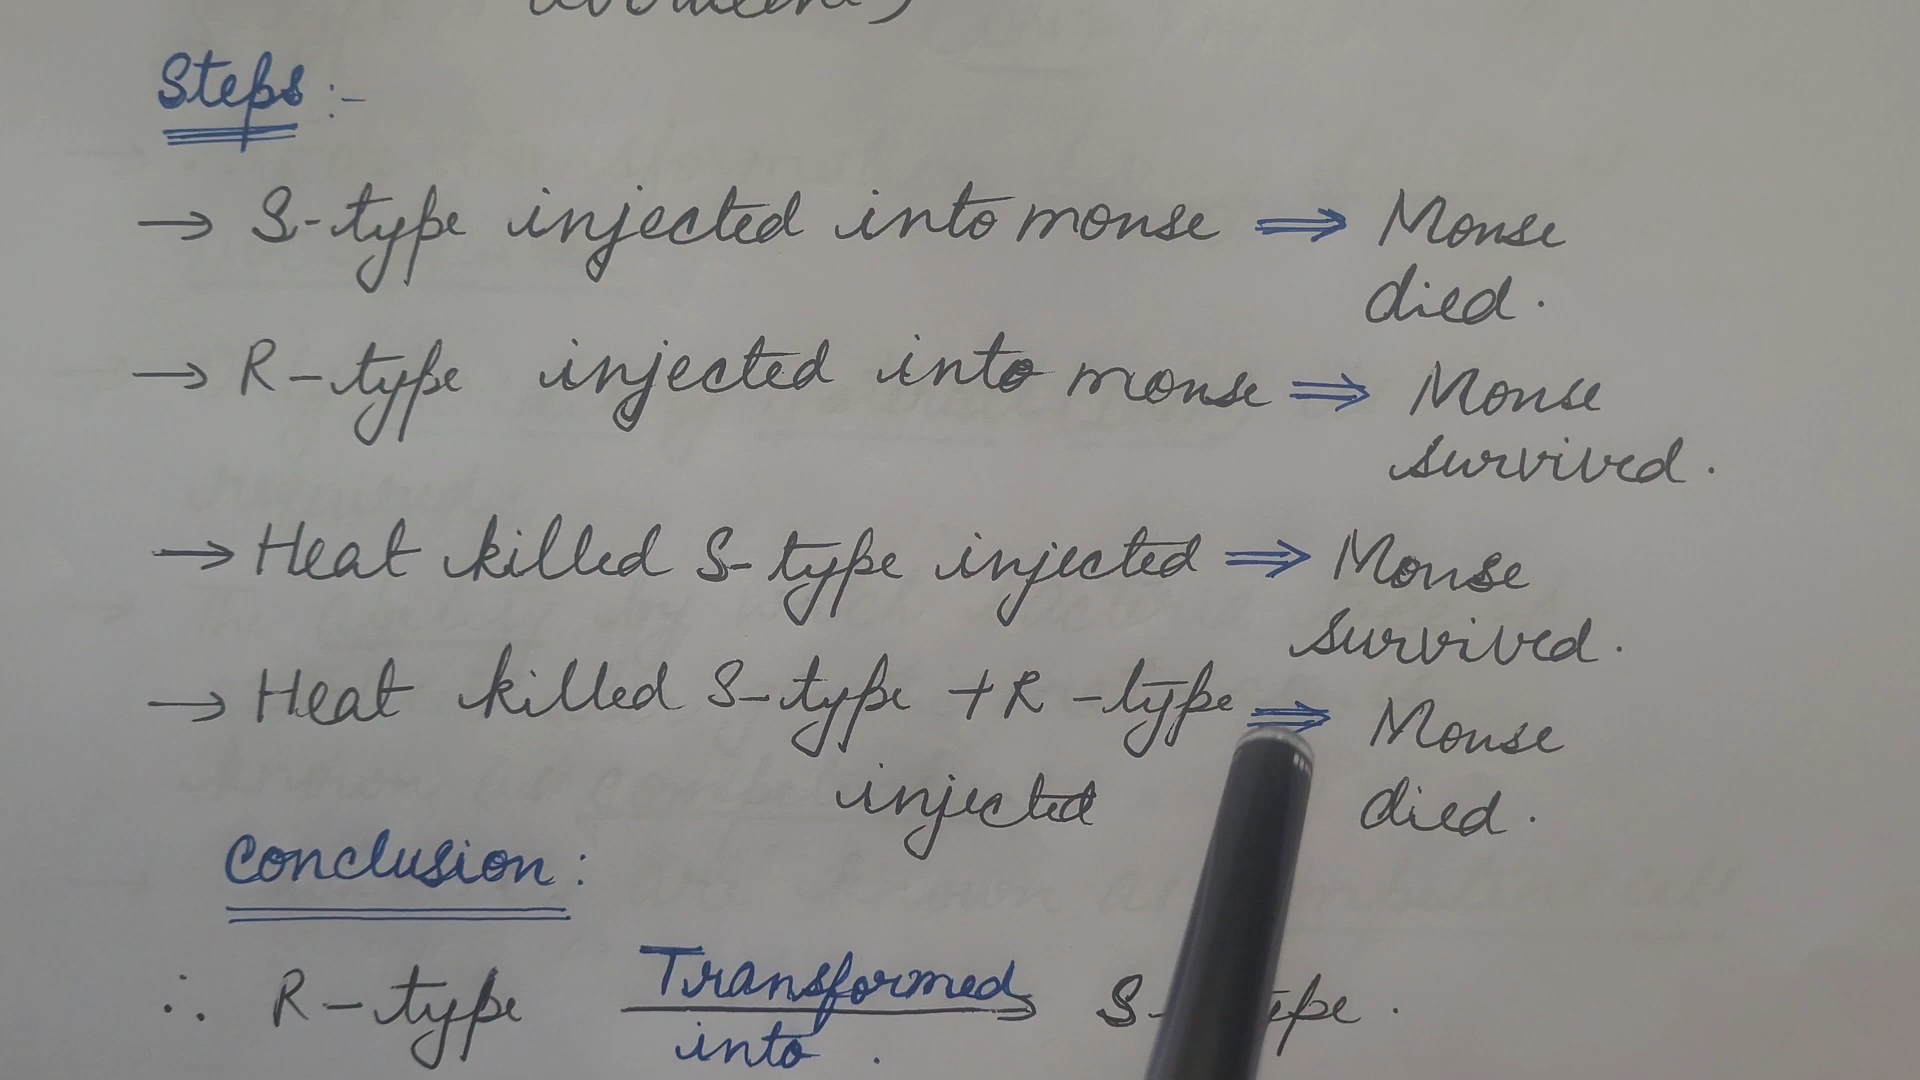 Steps :-
→ S-type injected into mouse ⇒ Mouse
died.
→ R-type injected into mouse ⇒ Mouse
survived.
→ Heat killed S-type injected ⇒ Mouse
survived.
→ Heat killed S-type + R-type ⇒ Mouse
injected died.
Conclusion :
∴ R-type Transformed → S-type.
into .